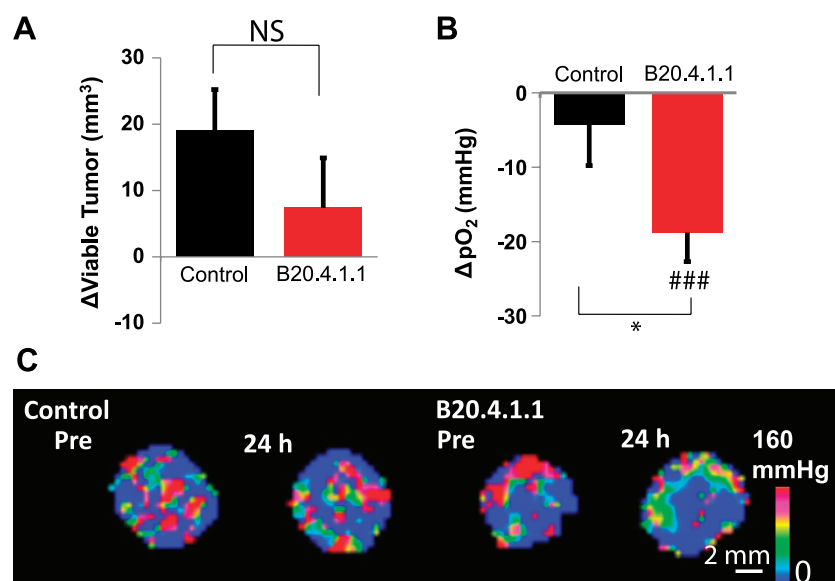 A
NS
30
20
10
0
-10
ΔViable Tumor (mm³)
Control B20.4.1.1
B
Control B20.4.1.1
0
-10
-20
-30
ΔpO₂ (mmHg)
###
*
C
Control
Pre
24 h
B20.4.1.1
Pre
24 h
160
mmHg
2 mm
0